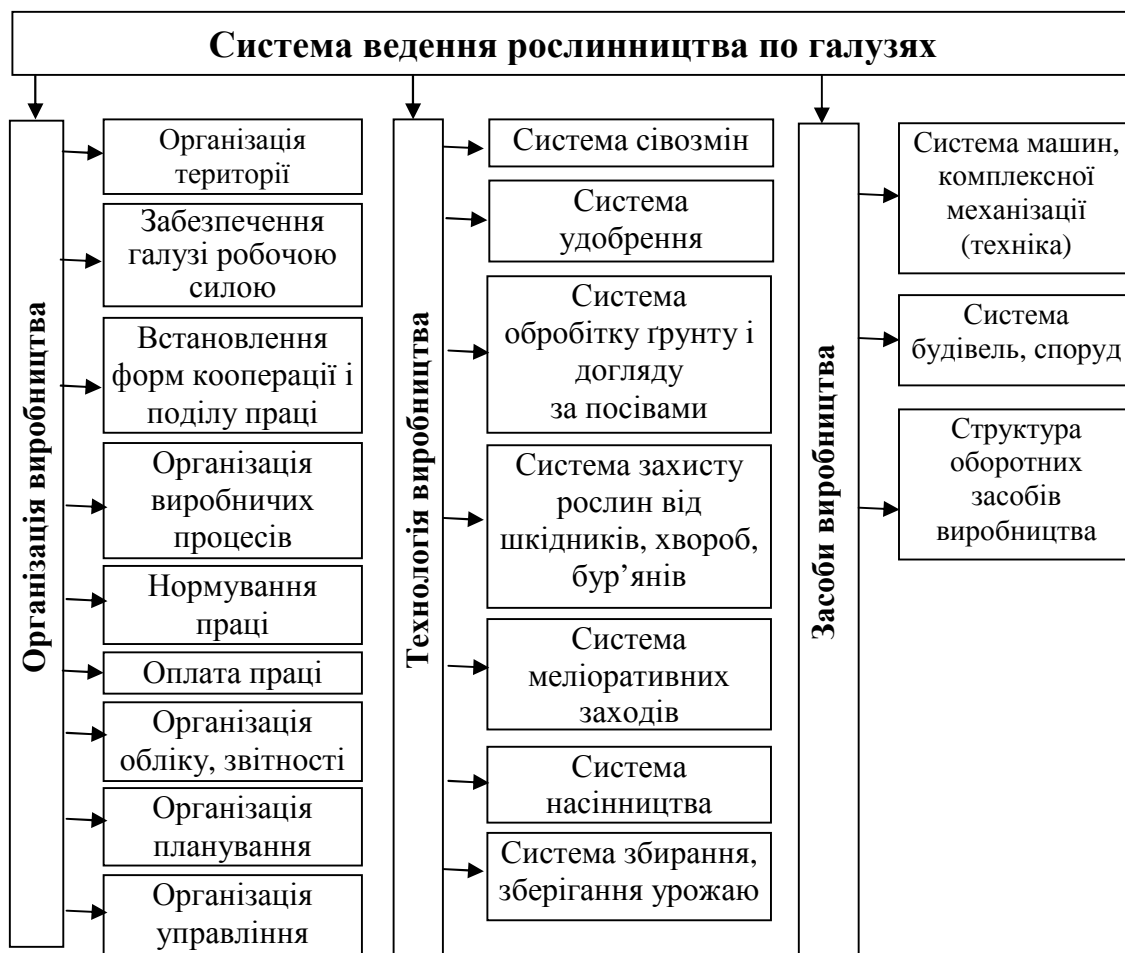 Система ведення рослинництва по галузях
Організація виробництва
Організація
території
Забезпечення
галузі робочою
силою
Встановлення
форм кооперації і
поділу праці
Організація
виробничих
процесів
Нормування
праці
Оплата праці
Організація
обліку, звітності
Організація
планування
Організація
управління
Технологія виробництва
Система сівозмін
Система
удобрення
Система
обробітку ґрунту і
догляду
за посівами
Система захисту
рослин від
шкідників, хвороб,
бур’янів
Система
меліоративних
заходів
Система
насінництва
Система збирання,
зберігання урожаю
Засоби виробництва
Система машин,
комплексної
механізації
(техніка)
Система
будівель, споруд
Структура
оборотних
засобів
виробництва